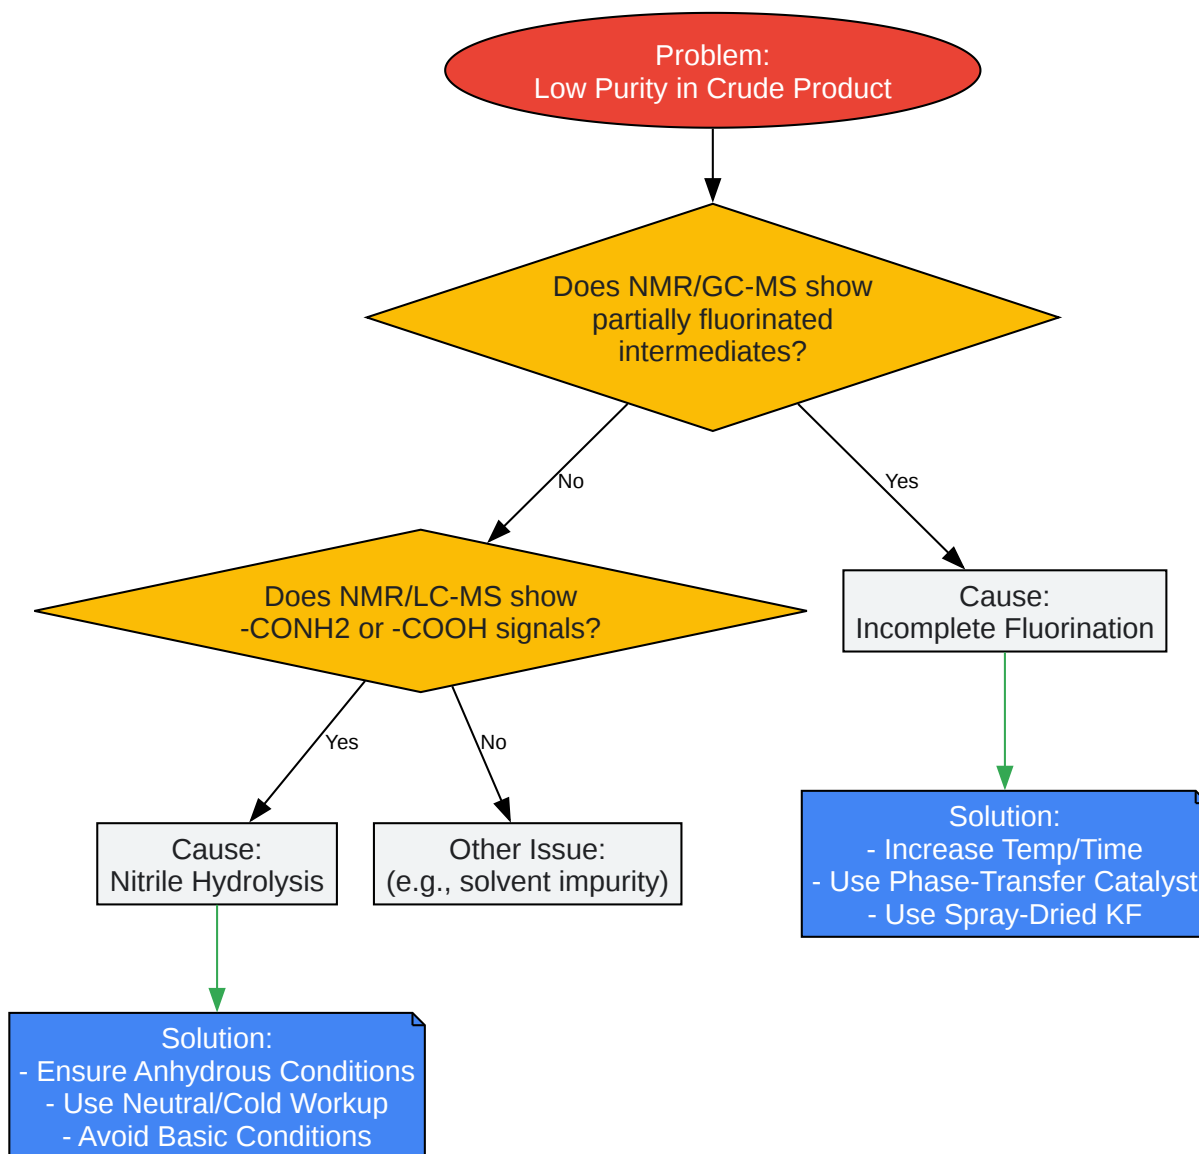 Problem:
Low Purity in Crude Product
Does NMR/GC-MS show
partially fluorinated
intermediates?
No
Yes
Does NMR/LC-MS show
-CONH2 or -COOH signals?
Cause:
Incomplete Fluorination
Yes
No
Cause:
Nitrile Hydrolysis
Other Issue:
(e.g., solvent impurity)
Solution:
- Increase Temp/Time
- Use Phase-Transfer Catalyst
- Use Spray-Dried KF
Solution:
- Ensure Anhydrous Conditions
- Use Neutral/Cold Workup
- Avoid Basic Conditions